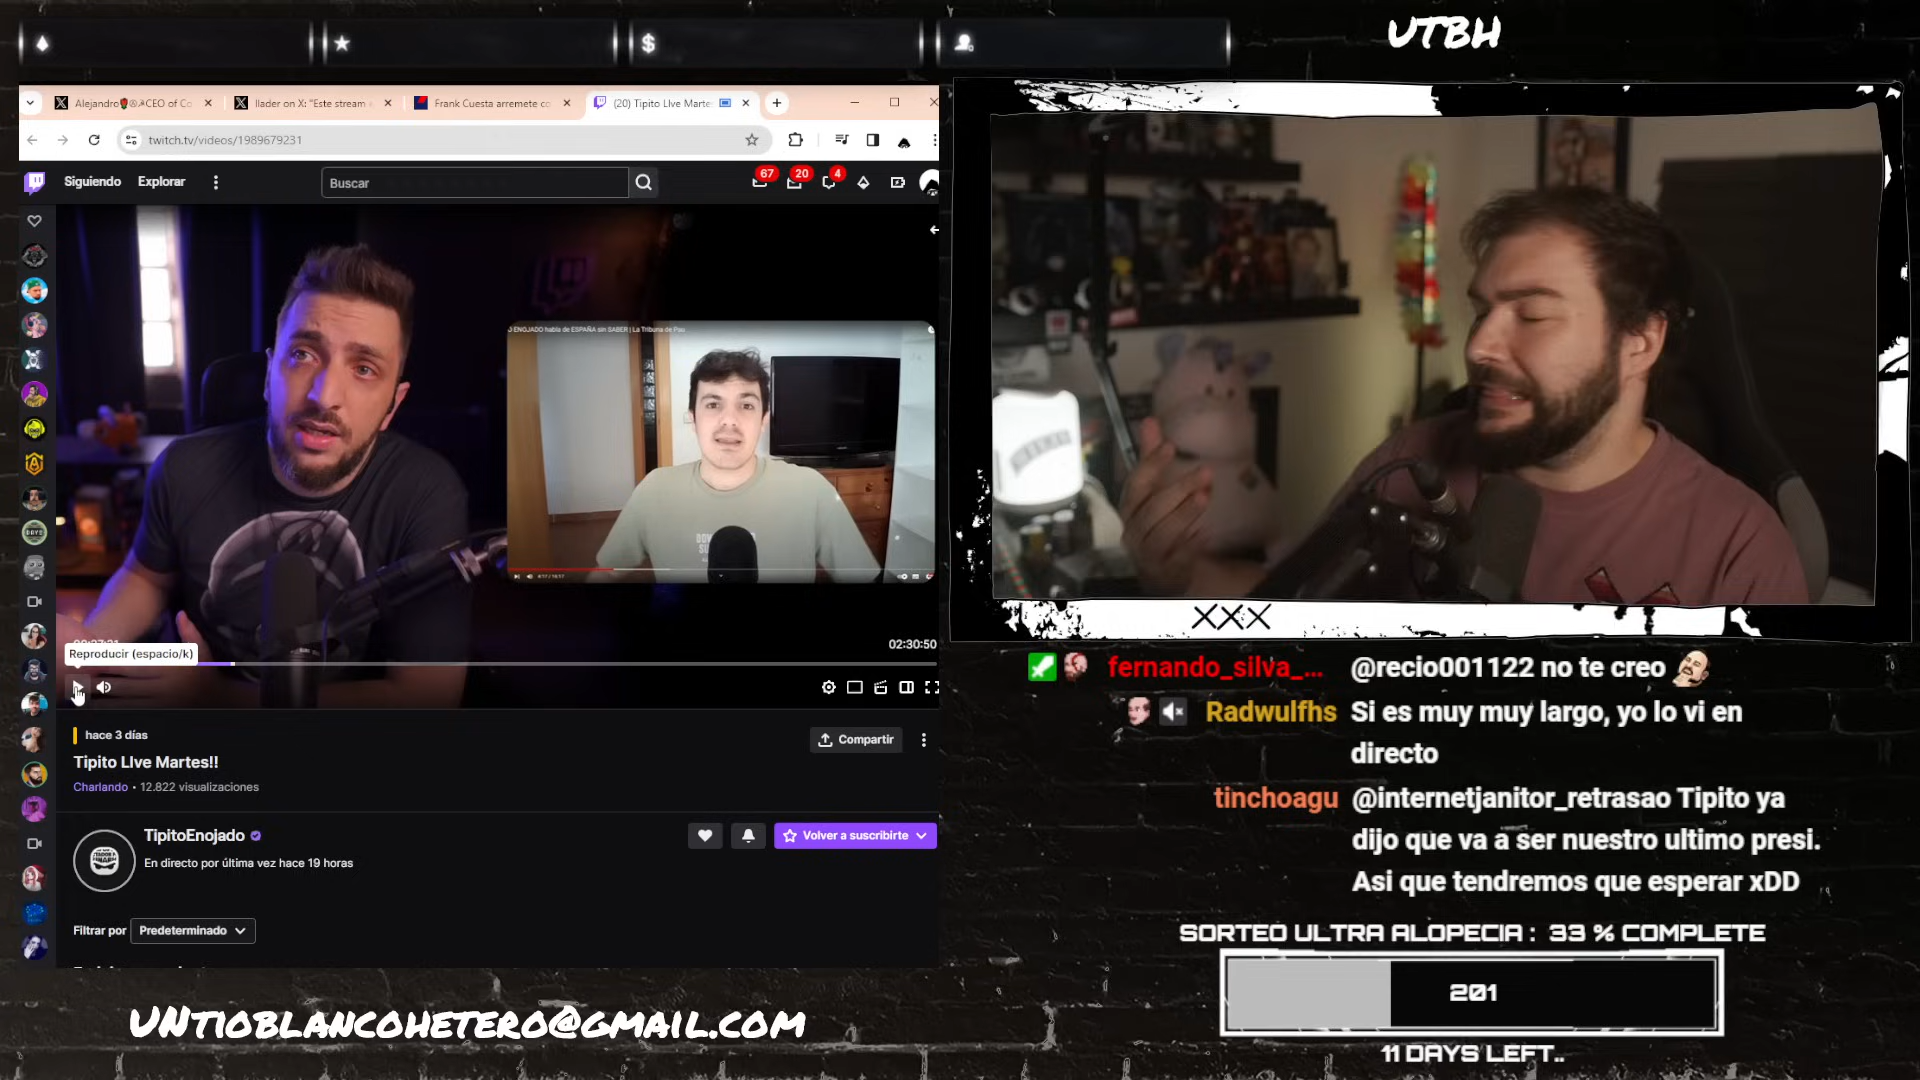 UTBH
Alejandro🌹Ⓐ☭CEO of Co
Ilader on X: "Este stream
Frank Cuesta arremete co
(20) Tipito LIve Marte
twitch.tv/videos/1989679231
Siguiendo
Explorar
Buscar
67
20
4
O ENOJADO habla de ESPAÑA sin SABER | La Tribuna de Pau
02:30:50
Reproducir (espacio/k)
hace 3 días
Compartir
Tipito LIve Martes!!
Charlando • 12.822 visualizaciones
TipitoEnojado
Volver a suscribirte
En directo por última vez hace 19 horas
Filtrar por
Predeterminado
XXX
fernando_silva_... @recio001122 no te creo
Radwulfhs Si es muy muy largo, yo lo vi en
directo
tinchoagu @internetjanitor_retrasao Tipito ya
dijo que va a ser nuestro ultimo presi.
Asi que tendremos que esperar xDD
SORTEO ULTRA ALOPECIA : 33 % COMPLETE
201
11 DAYS LEFT..
UNTIOBLANCOHETERO@GMAIL.COM